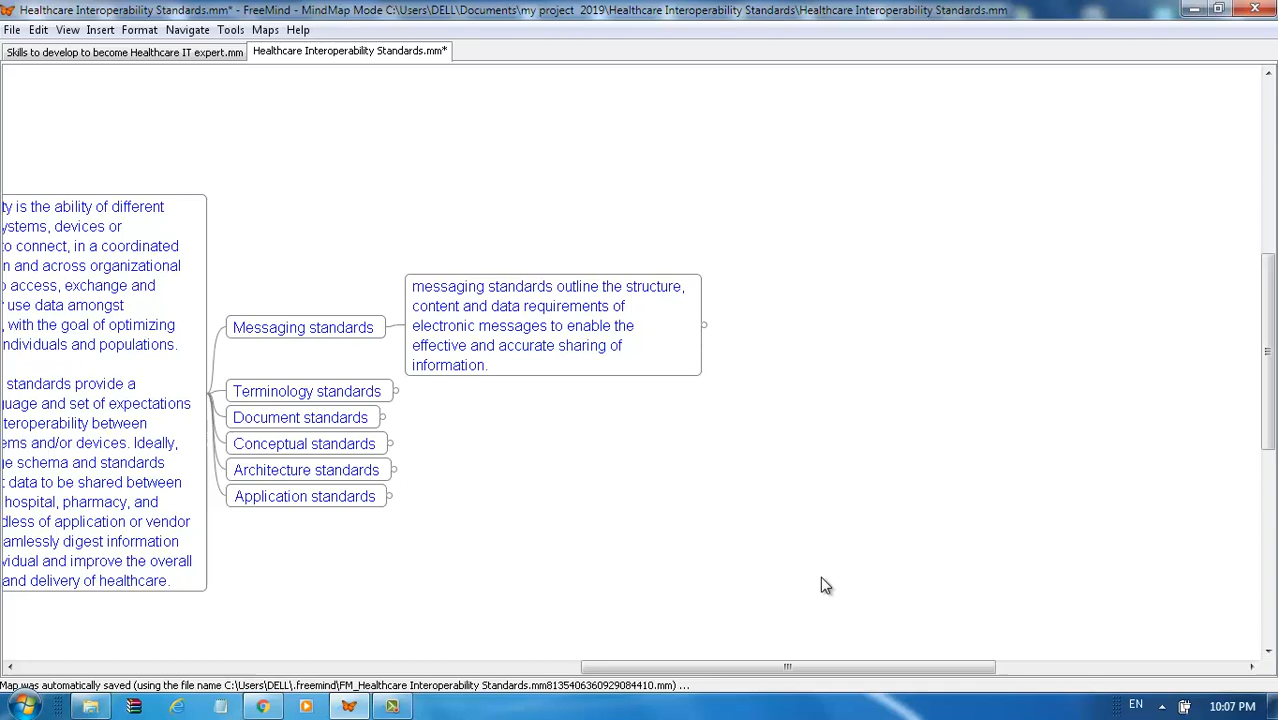 Healthcare Interoperability Standards.mm* - FreeMind - MindMap Mode C:\Users\DELL\Documents\my project 2019\Healthcare Interoperability Standards\Healthcare Interoperability Standards.mm
File Edit View Insert Format Navigate Tools Maps Help
Skills to develop to become Healthcare IT expert.mm Healthcare Interoperability Standards.mm*
ty is the ability of different
ystems, devices or
to connect, in a coordinated
n and across organizational
o access, exchange and
r use data amongst
, with the goal of optimizing
individuals and populations.
standards provide a
guage and set of expectations
teroperability between
ems and/or devices. Ideally,
ge schema and standards
t data to be shared between
hospital, pharmacy, and
dless of application or vendor
amlessly digest information
vidual and improve the overall
and delivery of healthcare.
Messaging standards
messaging standards outline the structure,
content and data requirements of
electronic messages to enable the
effective and accurate sharing of
information.
Terminology standards
Document standards
Conceptual standards
Architecture standards
Application standards
Map was automatically saved (using the file name C:\Users\DELL\.freemind\FM_Healthcare Interoperability Standards.mm8135406360929084410.mm) ...
EN 10:07 PM